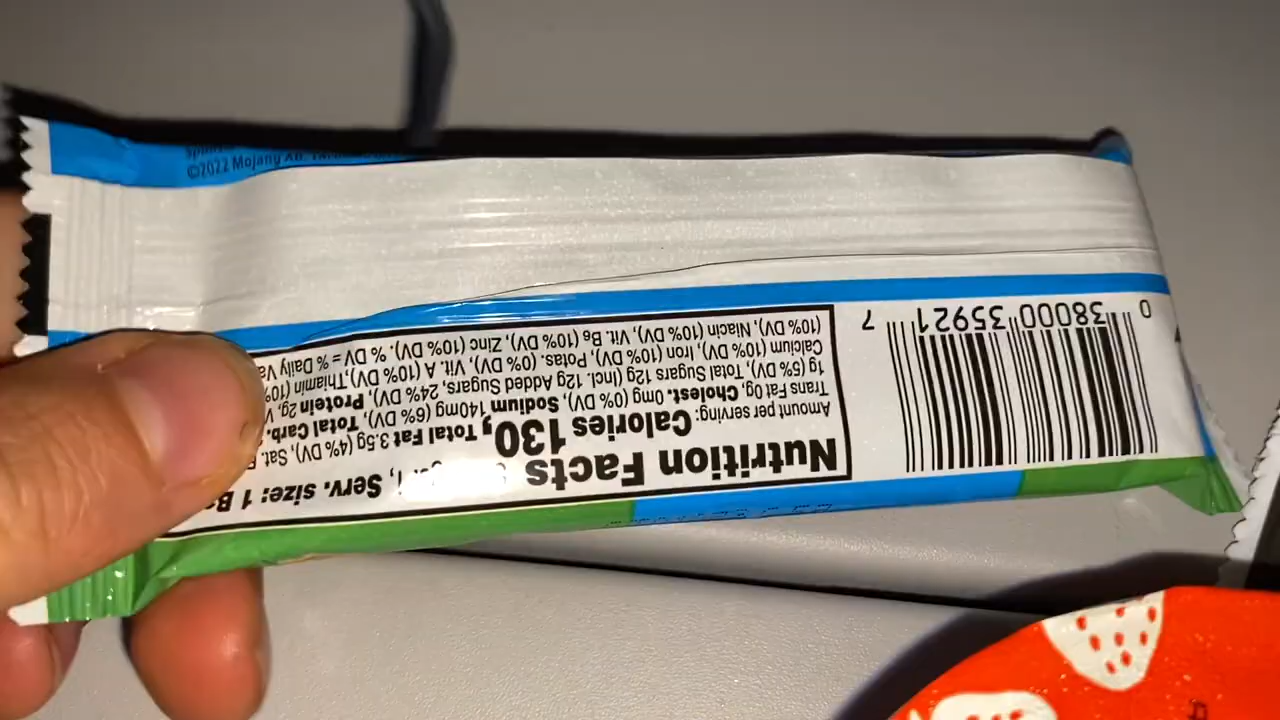 Nutrition Facts
Serv. size: 1
Amount per serving:
Calories 130, Total Fat 3.5g (4% DV), Sat.
Trans Fat 0g, Cholest. 0mg (0% DV), Sodium 140mg (6% DV), Total Carb.
1g (5% DV), Total Sugars 12g (Incl. 12g Added Sugars, 24% DV), Protein 2g,
Calcium (10% DV), Iron (10% DV), Potas. (0% DV), Vit. A (10% DV), Thiamin (10%
(10% DV), Niacin (10% DV), Vit. B6 (10% DV), Zinc (10% DV). % DV = % Daily
0 38000 35921 7
©2022 Mojang AB.